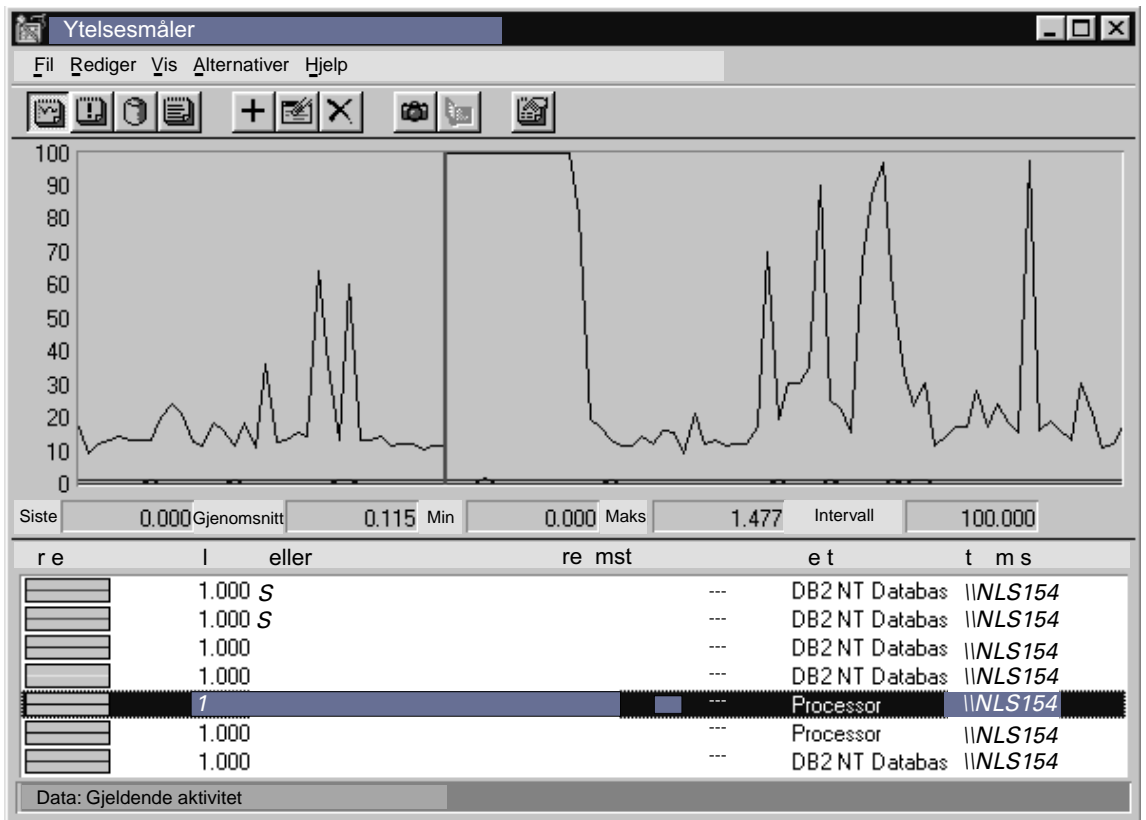 Ytelsesmåler
Fil Rediger Vis Alternativer Hjelp
100
90
80
70
60
50
40
30
20
10
0
Siste 0.000 Gjenomsnitt 0.115 Min 0.000 Maks 1.477 Intervall 100.000
r e l eller re mst e t t m s
1.000 S --- DB2 NT Databas \\NLS154
1.000 S --- DB2 NT Databas \\NLS154
1.000 --- DB2 NT Databas \\NLS154
1.000 --- DB2 NT Databas \\NLS154
1 --- Processor \\NLS154
1.000 --- Processor \\NLS154
1.000 --- DB2 NT Databas \\NLS154
Data: Gjeldende aktivitet